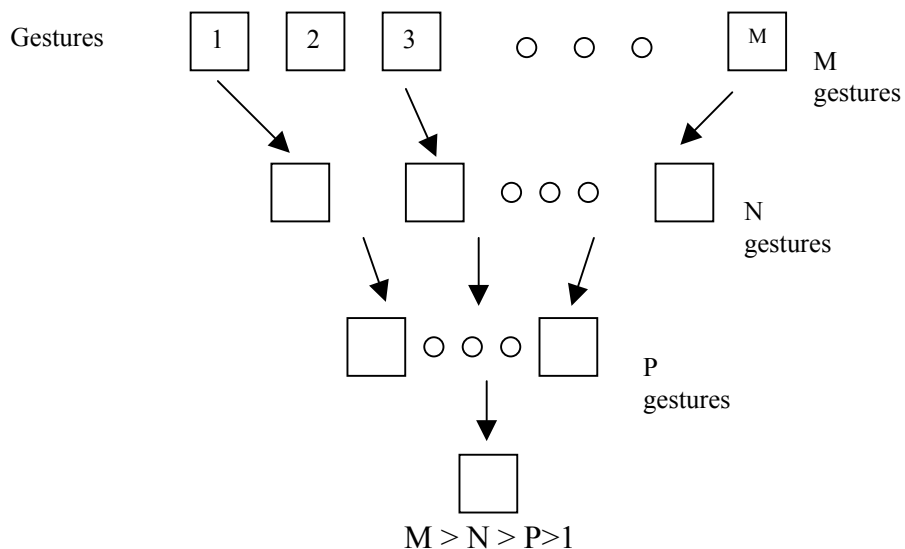 Gestures 1 2 3 M
M
gestures
N
gestures
P
gestures
M > N > P>1